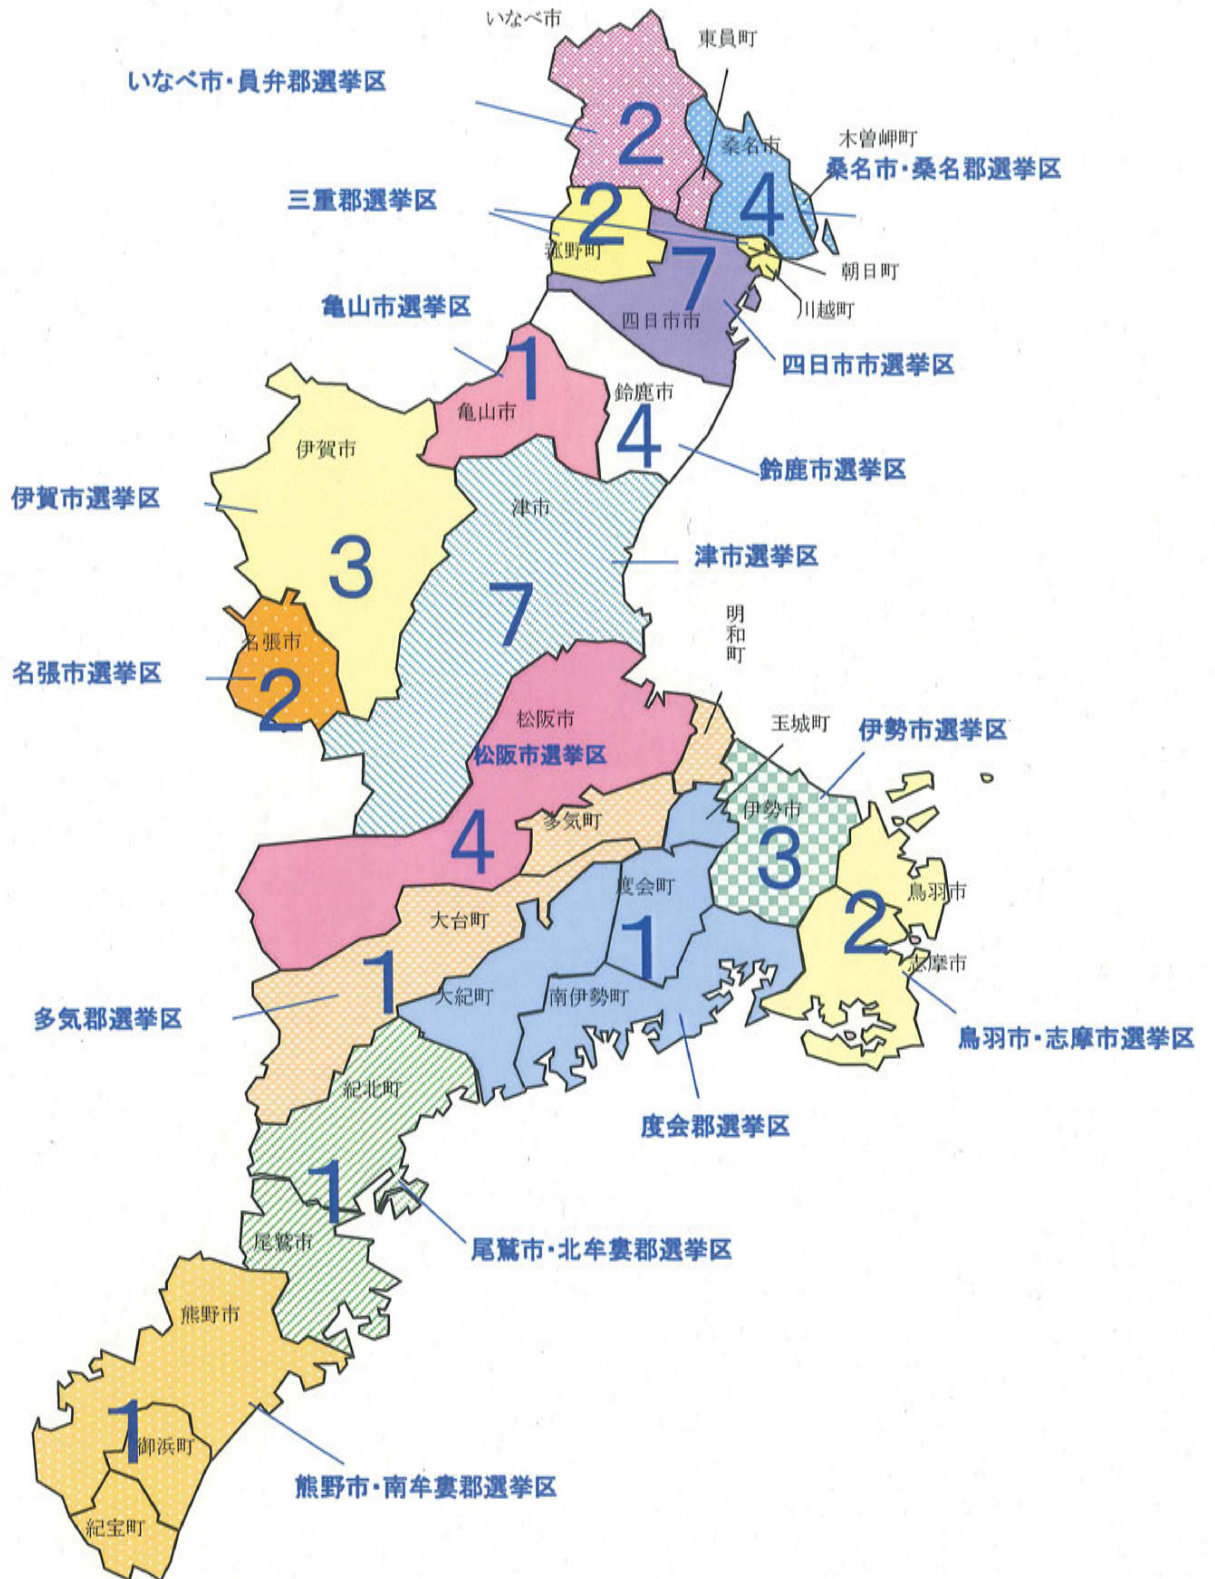 いなべ市
東員町
いなべ市・員弁郡選挙区
2
桑名市
木曽岬町
桑名市・桑名郡選挙区
4
三重郡選挙区
2
菰野町
7
朝日町
川越町
亀山市選挙区
四日市市
四日市市選挙区
1
鈴鹿市
亀山市
4
伊賀市
鈴鹿市選挙区
伊賀市選挙区
津市
3
津市選挙区
7
明和町
名張市
名張市選挙区
2
松阪市
玉城町
伊勢市選挙区
松阪市選挙区
伊勢市
多気町
4
3
度会町
鳥羽市
大台町
2
1
1
志摩市
大紀町
南伊勢町
多気郡選挙区
鳥羽市・志摩市選挙区
紀北町
度会郡選挙区
1
尾鷲市
尾鷲市・北牟婁郡選挙区
熊野市
1
御浜町
熊野市・南牟婁郡選挙区
紀宝町